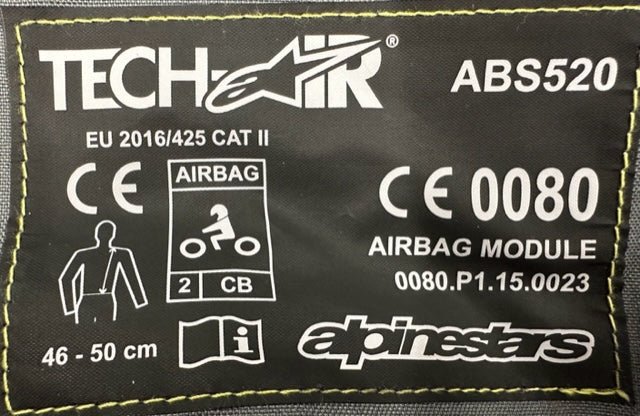 TECH-AIR®
ABS520
EU 2016/425 CAT II
CE
AIRBAG
2 CB
CE 0080
AIRBAG MODULE
0080.P1.15.0023
46 - 50 cm
i
alpinestars